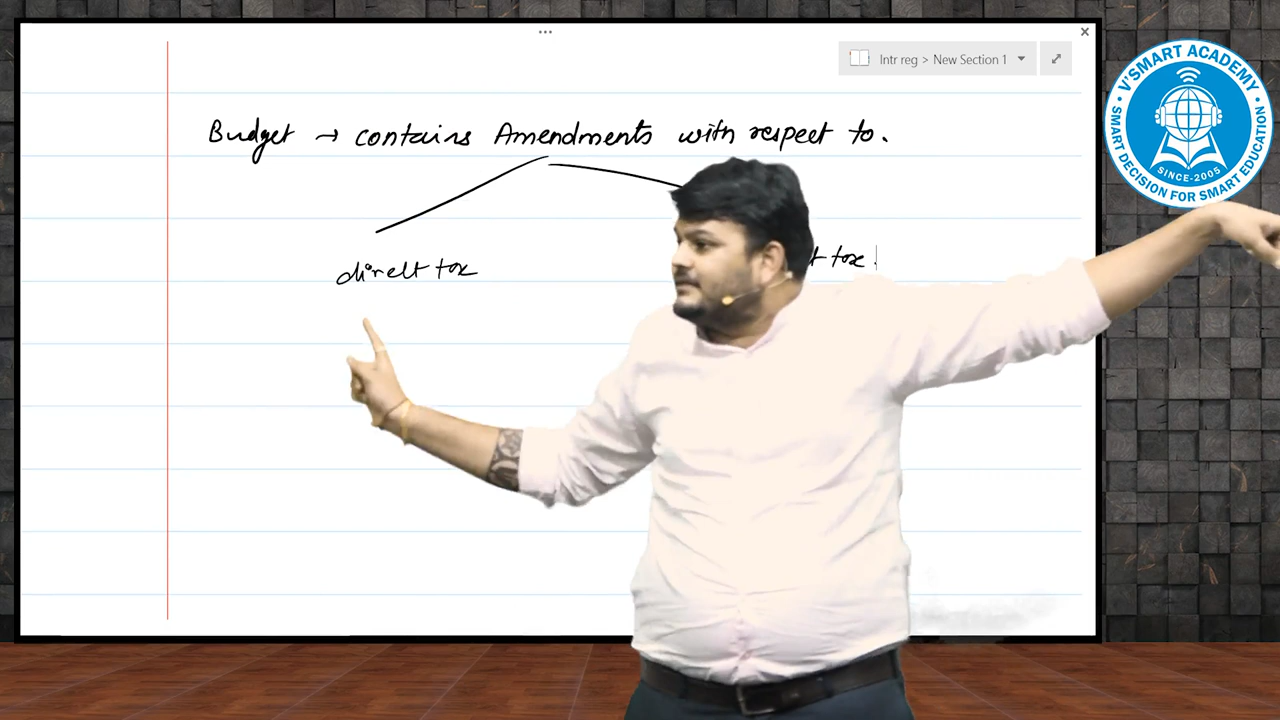 Intr reg > New Section 1
V'SMART ACADEMY
SINCE-2005
SMART DECISION FOR SMART EDUCATION
Budget → contains Amendments with respect to.
direct tax
t tax